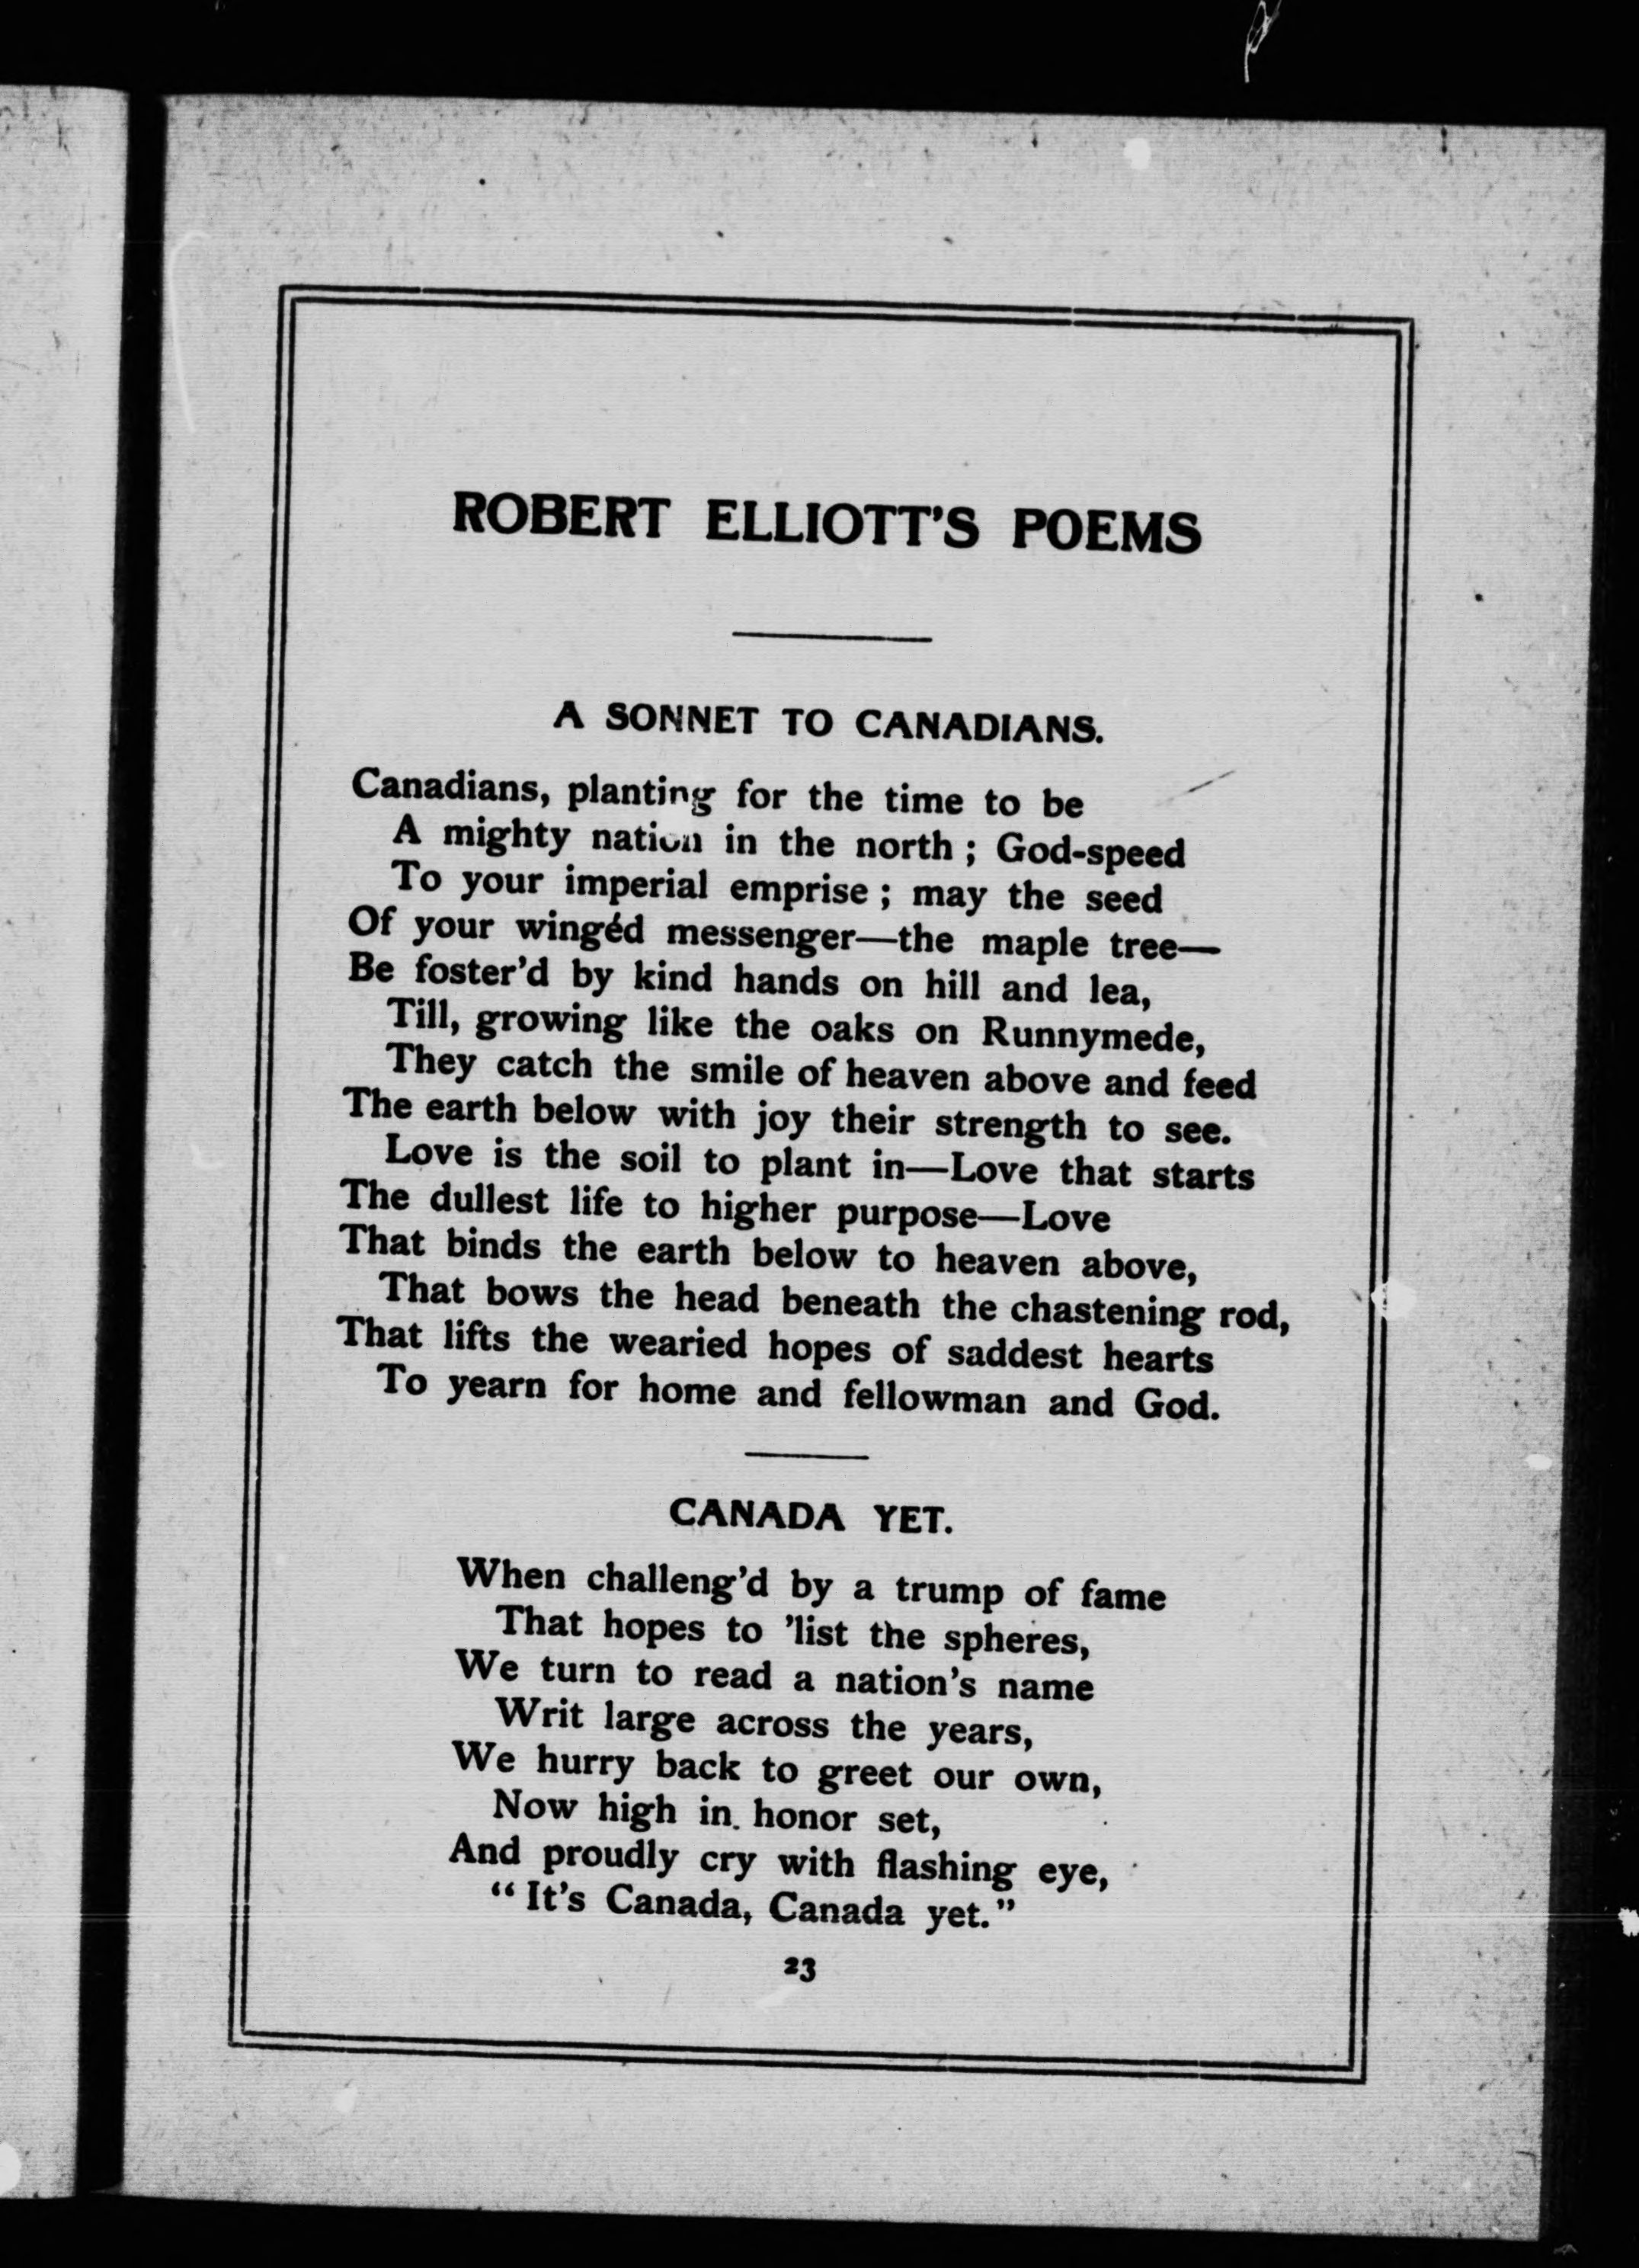 ROBERT ELLIOTT'S POEMS
A SONNET TO CANADIANS.
Canadians, planting for the time to be
A mighty nation in the north ; God-speed
To your imperial emprise ; may the seed
Of your wingéd messenger—the maple tree—
Be foster'd by kind hands on hill and lea,
Till, growing like the oaks on Runnymede,
They catch the smile of heaven above and feed
The earth below with joy their strength to see.
Love is the soil to plant in—Love that starts
The dullest life to higher purpose—Love
That binds the earth below to heaven above,
That bows the head beneath the chastening rod,
That lifts the wearied hopes of saddest hearts
To yearn for home and fellowman and God.
CANADA YET.
When challeng'd by a trump of fame
That hopes to 'list the spheres,
We turn to read a nation's name
Writ large across the years,
We hurry back to greet our own,
Now high in honor set,
And proudly cry with flashing eye,
“ It's Canada, Canada yet.”
23